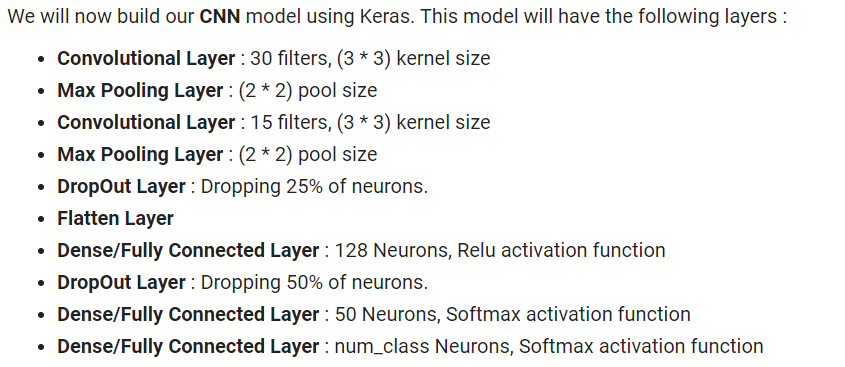 We will now build our CNN model using Keras. This model will have the following layers :
• Convolutional Layer : 30 filters, (3 * 3) kernel size
• Max Pooling Layer : (2 * 2) pool size
• Convolutional Layer : 15 filters, (3 * 3) kernel size
• Max Pooling Layer : (2 * 2) pool size
• DropOut Layer : Dropping 25% of neurons.
• Flatten Layer
• Dense/Fully Connected Layer : 128 Neurons, Relu activation function
• DropOut Layer : Dropping 50% of neurons.
• Dense/Fully Connected Layer : 50 Neurons, Softmax activation function
• Dense/Fully Connected Layer : num_class Neurons, Softmax activation function